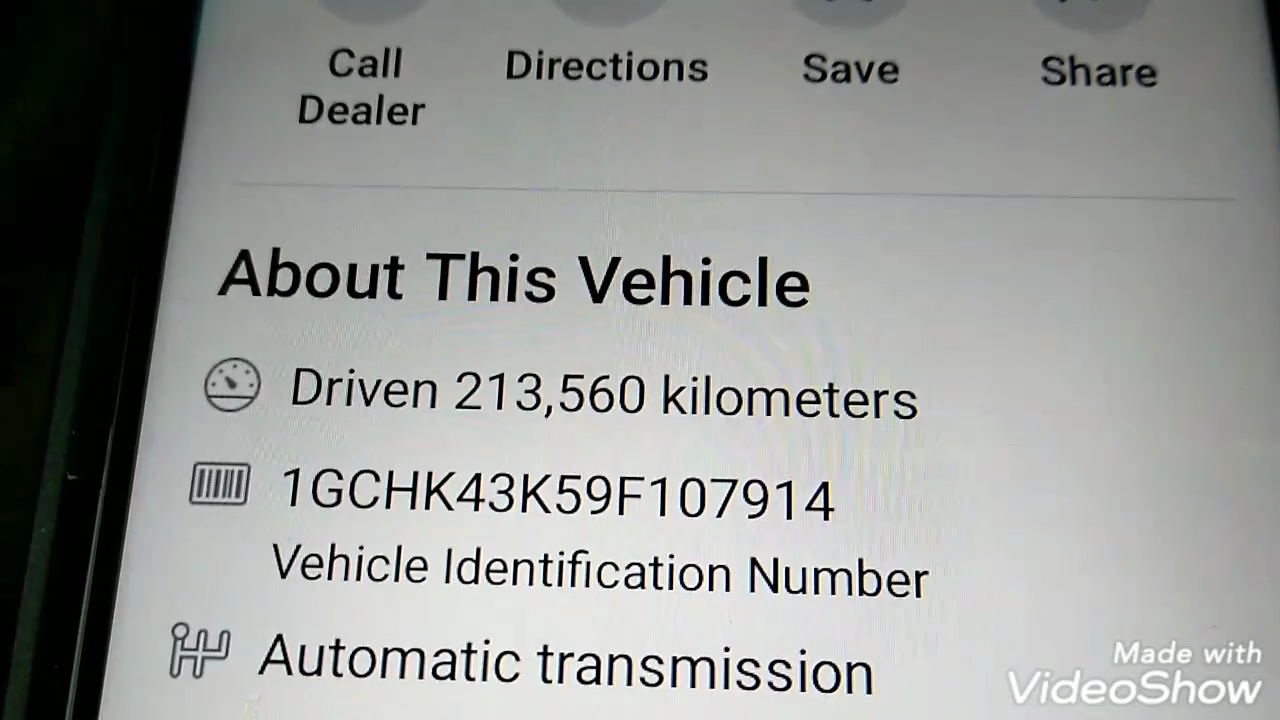 Call Directions Save Share
Dealer
About This Vehicle
Driven 213,560 kilometers
1GCHK43K59F107914
Vehicle Identification Number
Automatic transmission
Made with
VideoShow